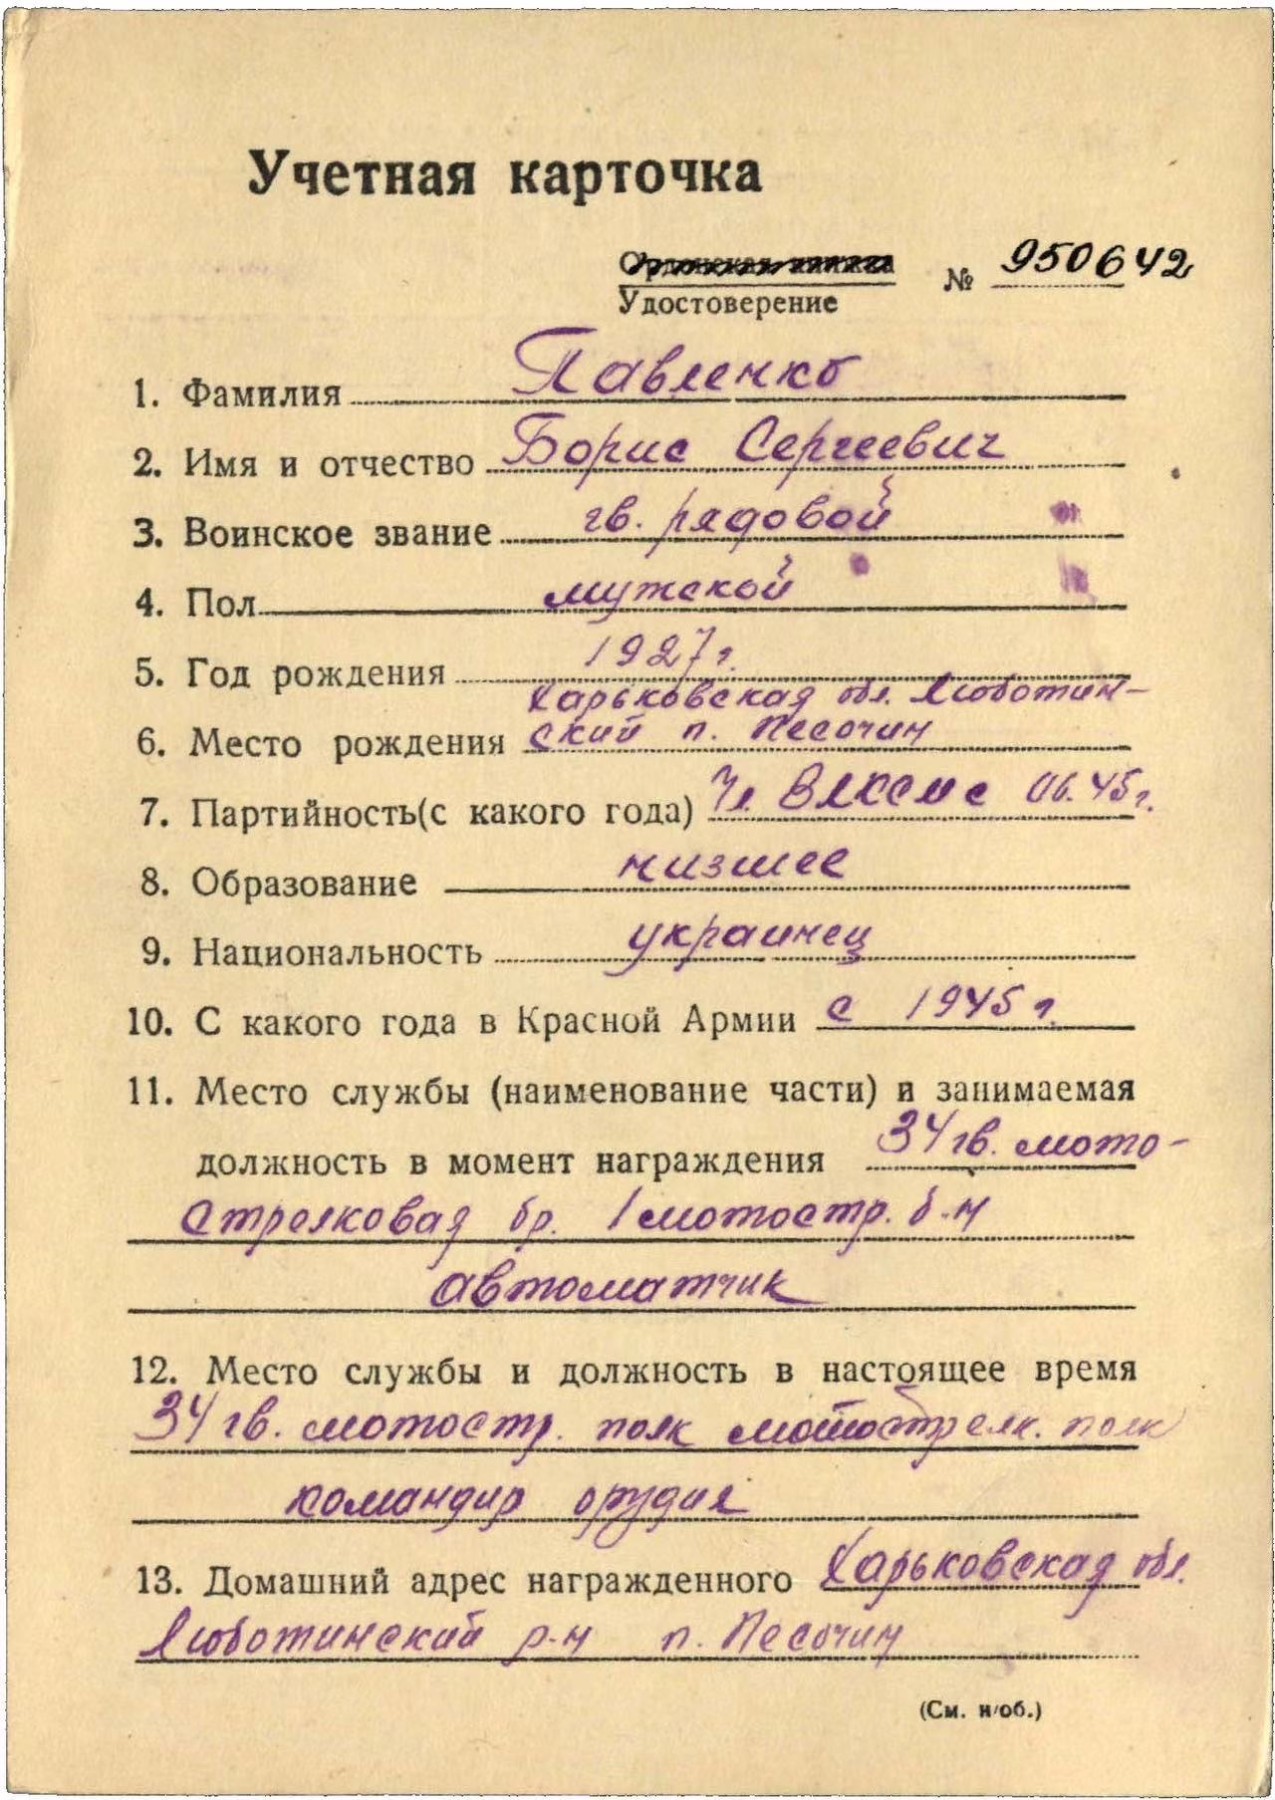 Учетная карточка
Орденская книжка
Удостоверение № 950642
1. Фамилия Павленко
2. Имя и отчество Борис Сергеевич
3. Воинское звание гв. рядовой
4. Пол мужской
5. Год рождения 1927 г.
Харьковская обл. Люботин-
6. Место рождения ский п. Песочин
7. Партийность(с какого года) Чл. ВЛКСМ с 06.45 г.
8. Образование низшее
9. Национальность украинец
10. С какого года в Красной Армии с 1945 г.
11. Место службы (наименование части) и занимаемая
должность в момент награждения 34 гв. мото-
стрелковая бр. 1 мотостр. б-н
автоматчик
12. Место службы и должность в настоящее время
34 гв. мотостр. полк мотострелк. полк
командир орудия
13. Домашний адрес награжденного Харьковская обл.
Люботинский р-н п. Песочин
(См. н/об.)